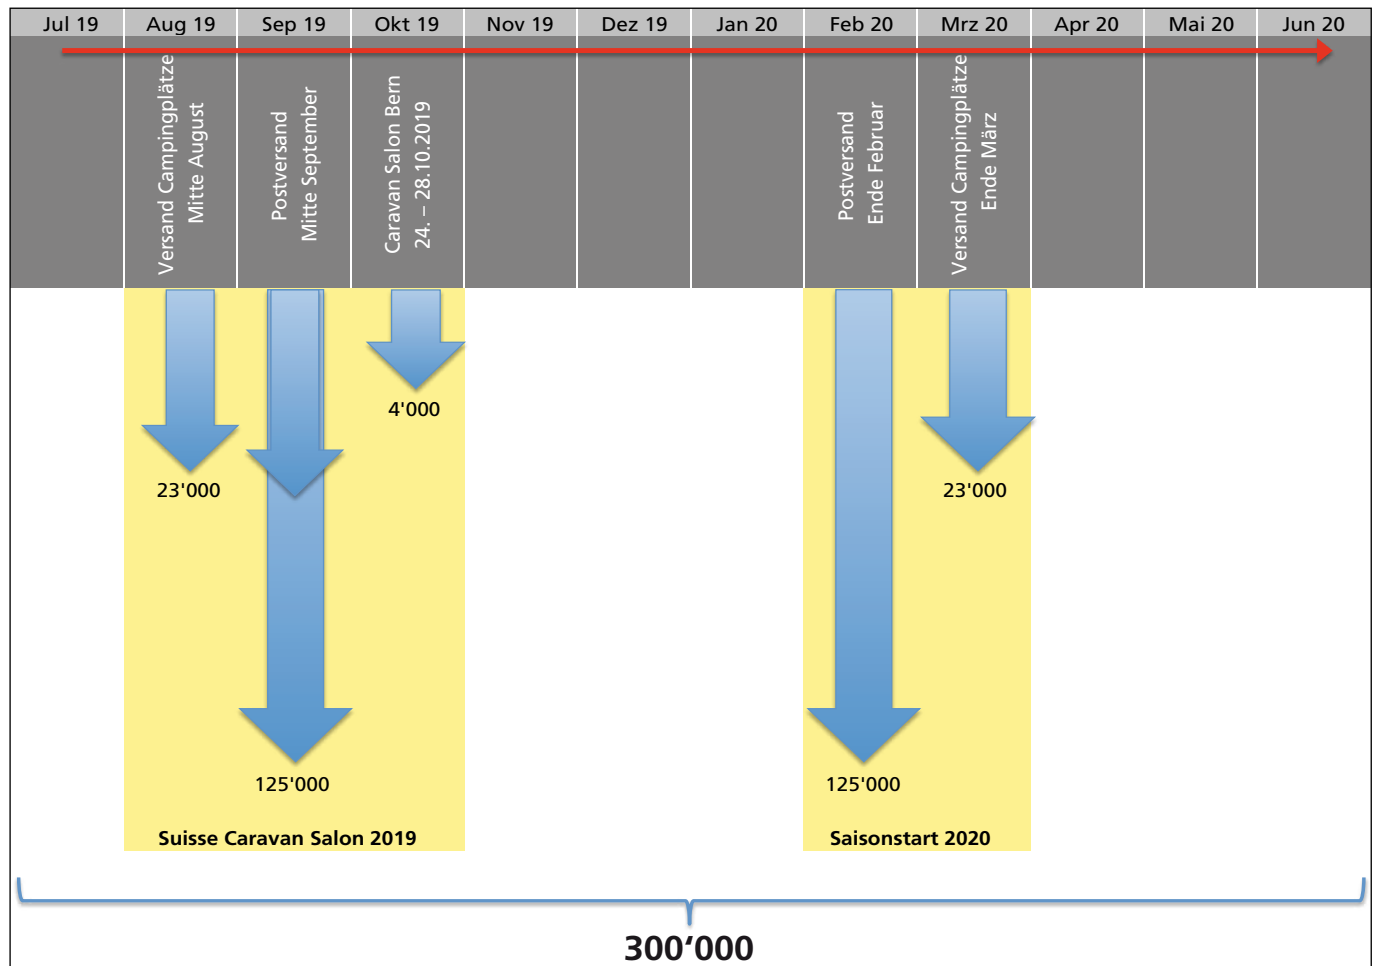 Jul 19 Aug 19 Sep 19 Okt 19 Nov 19 Dez 19 Jan 20 Feb 20 Mrz 20 Apr 20 Mai 20 Jun 20
Versand Campingplätze
Mitte August
Postversand
Mitte September
Caravan Salon Bern
24. – 28.10.2019
Postversand
Ende Februar
Versand Campingplätze
Ende März
4'000
23'000
23'000
125'000
125'000
Suisse Caravan Salon 2019
Saisonstart 2020
300‘000